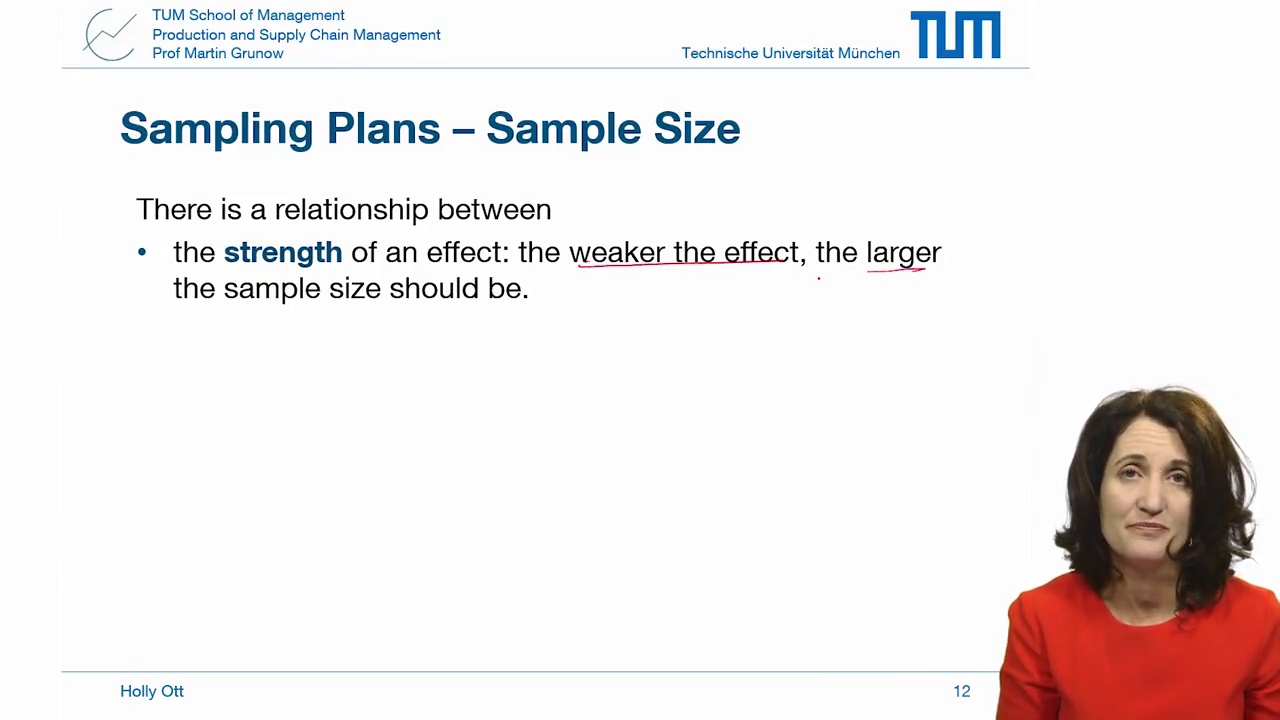 TUM School of Management
Production and Supply Chain Management
Prof Martin Grunow
Technische Universität München
TUM
Sampling Plans – Sample Size
There is a relationship between
• the strength of an effect: the weaker the effect, the larger
the sample size should be.
Holly Ott
12